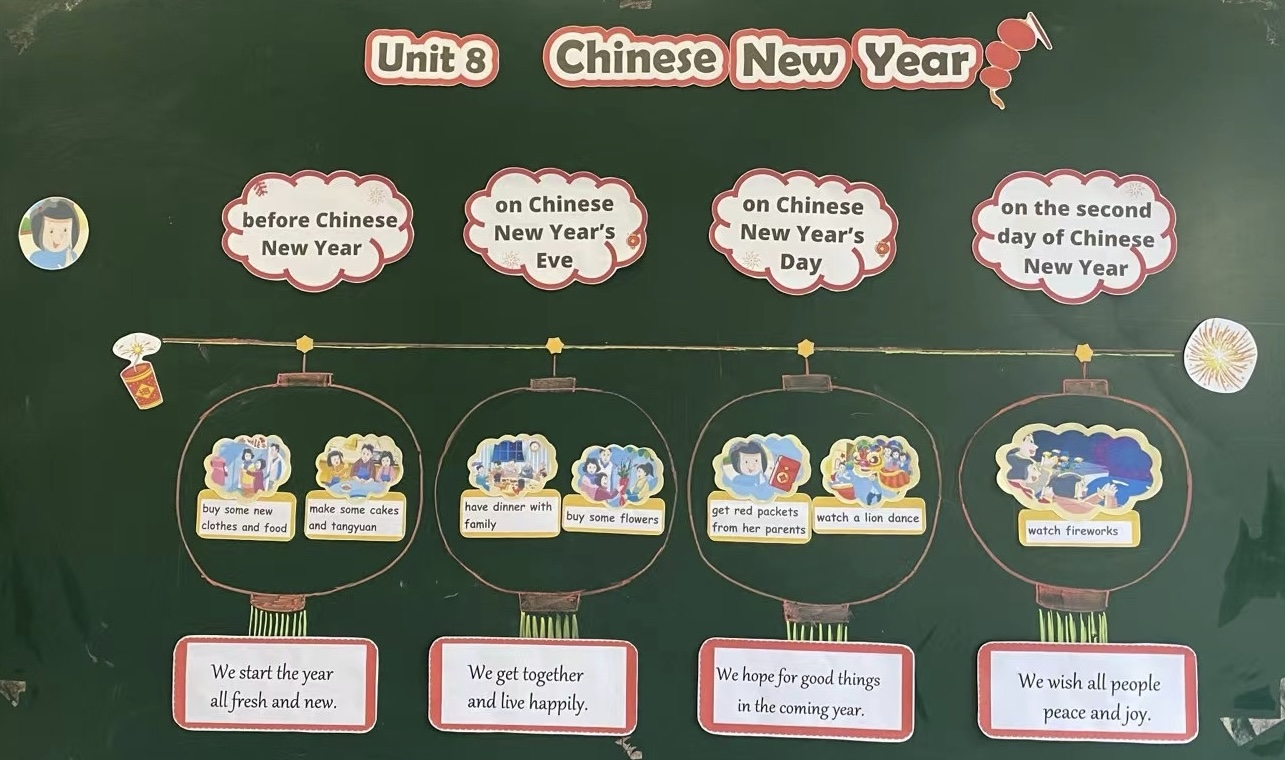 Unit 8 Chinese New Year
before Chinese
New Year
on Chinese
New Year's
Eve
on Chinese
New Year's
Day
on the second
day of Chinese
New Year
buy some new
clothes and food
make some cakes
and tangyuan
have dinner with
family
buy some flowers
get red packets
from her parents
watch a lion dance
watch fireworks
We start the year
all fresh and new.
We get together
and live happily.
We hope for good things
in the coming year.
We wish all people
peace and joy.